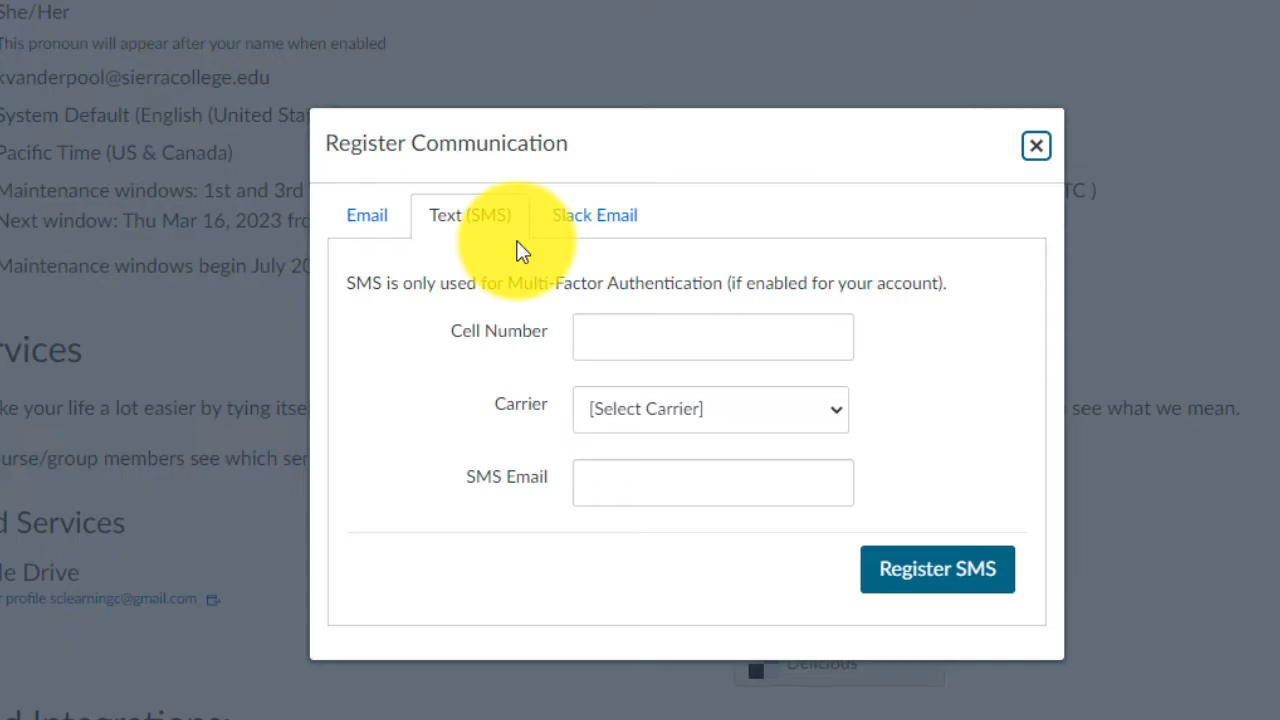 She/Her
This pronoun will appear after your name when enabled
kvanderpool@sierracollege.edu
System Default (English (United Sta
Pacific Time (US & Canada)
Maintenance windows: 1st and 3rd
TC )
Next window: Thu Mar 16, 2023 fro
Maintenance begin July 20
Register Communication
Email
Text (SMS)
Slack Email
SMS is only used for Multi-Factor Authentication (if enabled for your account).
Cell Number
Carrier
[Select Carrier]
SMS Email
Register SMS
rvices
ke your life a lot easier by tying itse
see what we mean.
urse/group members see which ser
d Services
le Drive
r profile sclearningc@gmail.com
Delicious
d Integrations: